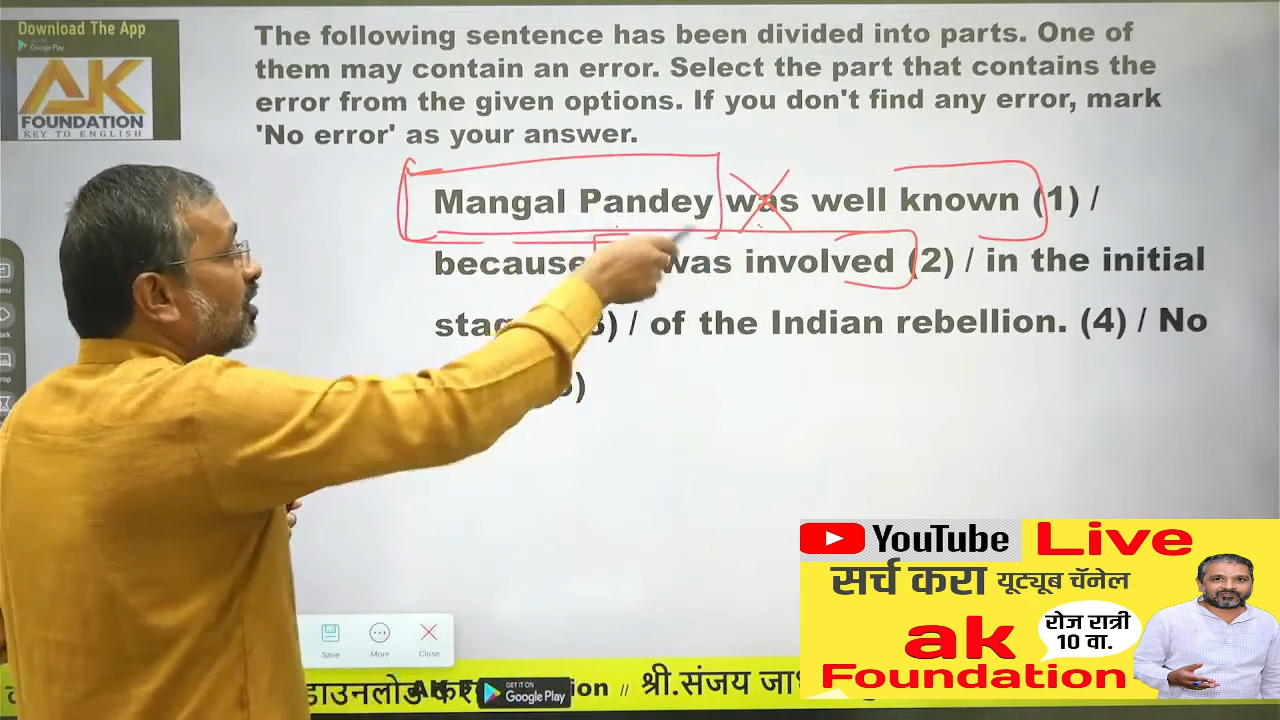 Download The App
Google Play
AK
FOUNDATION
KEY TO ENGLISH
The following sentence has been divided into parts. One of
them may contain an error. Select the part that contains the
error from the given options. If you don't find any error, mark
'No error' as your answer.
Mangal Pandey was well known (1) /
because was involved (2) / in the initial
/ of the Indian rebellion. (4) / No
Save More Close
YouTube Live
सर्च करा यूट्यूब चॅनेल
ak
Foundation
रोज रात्री
10 वा.
GET IT ON
Google Play
// श्री.संजय